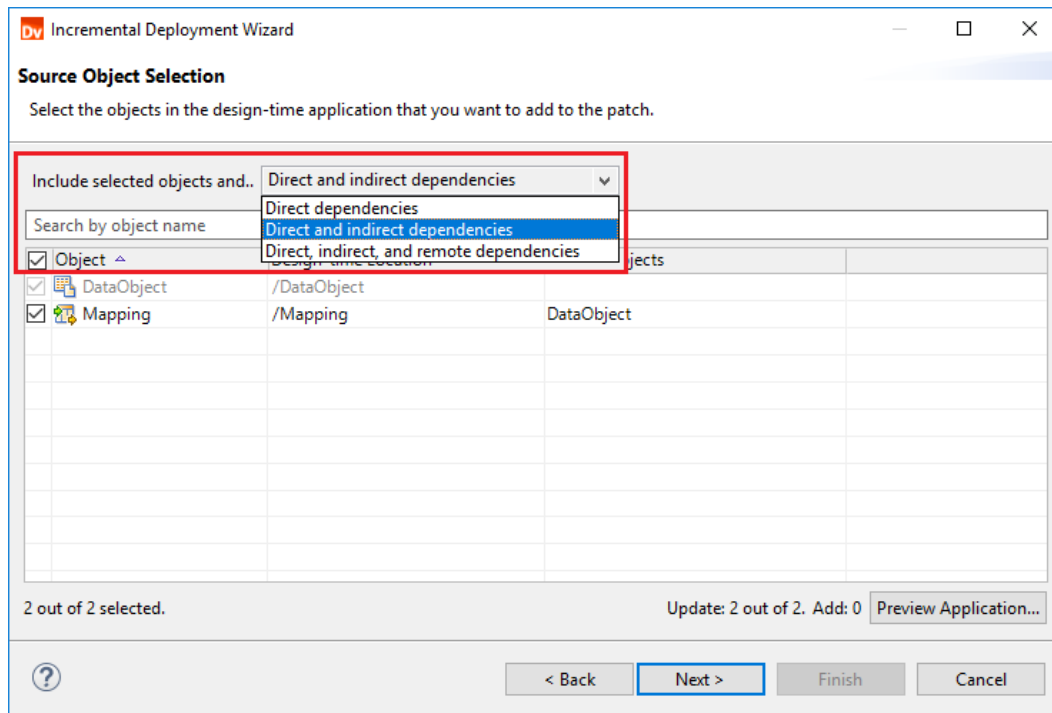 Dv Incremental Deployment Wizard
Source Object Selection
Select the objects in the design-time application that you want to add to the patch.
Include selected objects and.. Direct and indirect dependencies
Direct dependencies
Search by object name Direct and indirect dependencies
Direct, indirect, and remote dependencies
Object jects
DataObject /DataObject
Mapping /Mapping DataObject
2 out of 2 selected. Update: 2 out of 2. Add: 0 Preview Application...
? < Back Next > Finish Cancel